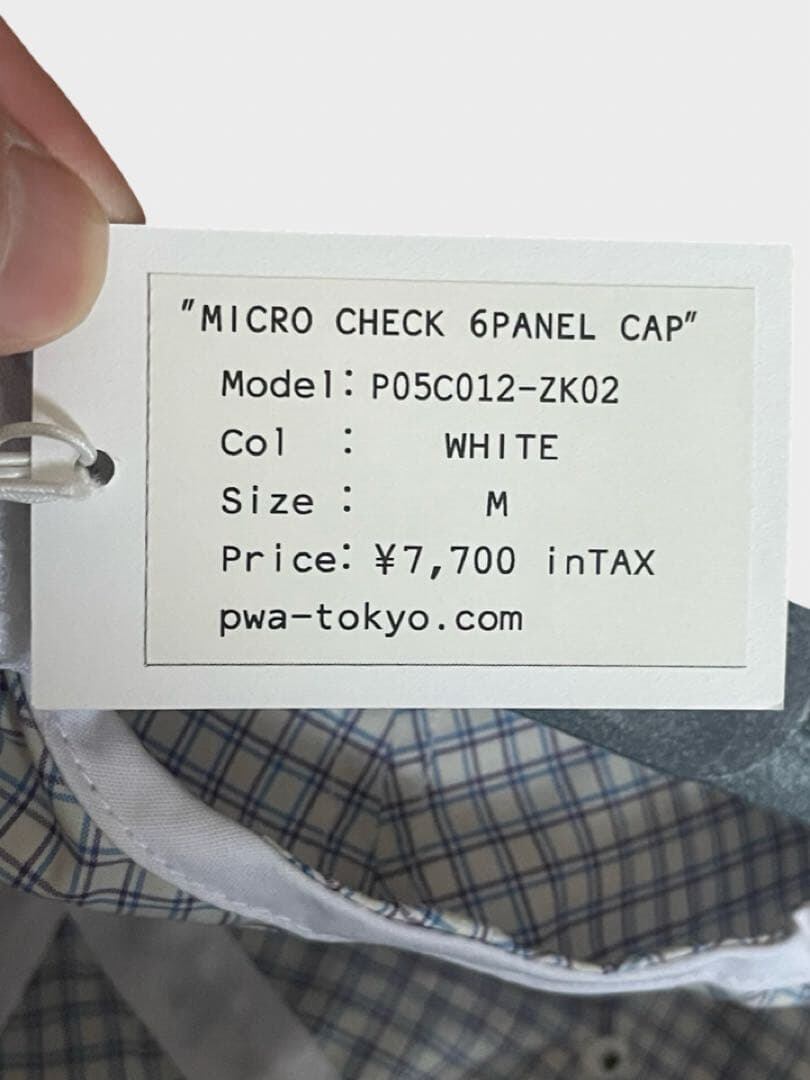 "MICRO CHECK 6PANEL CAP"
Model: P05C012-ZK02
Col : WHITE
Size : M
Price: ¥7,700 inTAX
pwa-tokyo.com